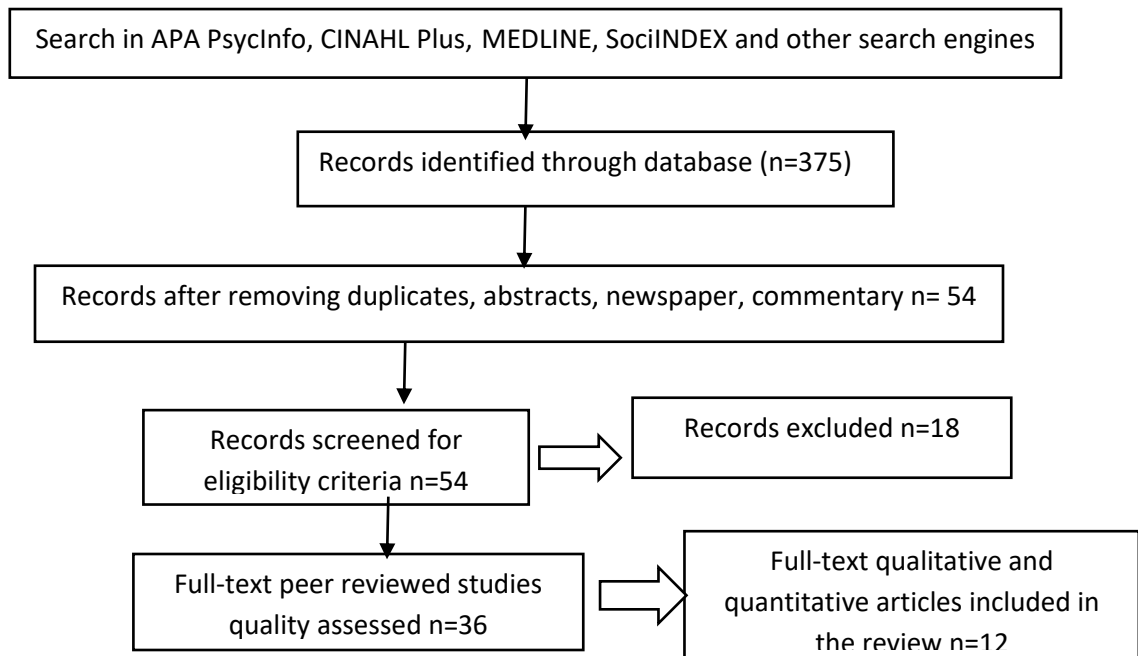 Search in APA PsycInfo, CINAHL Plus, MEDLINE, SociINDEX and other search engines
Records identified through database (n=375)
Records after removing duplicates, abstracts, newspaper, commentary n= 54
Records screened for
eligibility criteria n=54
Records excluded n=18
Full-text peer reviewed studies
quality assessed n=36
Full-text qualitative and
quantitative articles included in
the review n=12